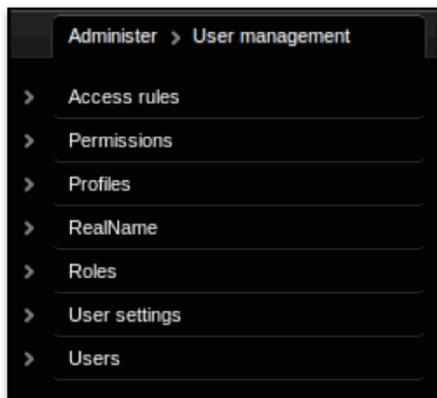 Administer › User management
Access rules
Permissions
Profiles
RealName
Roles
User settings
Users